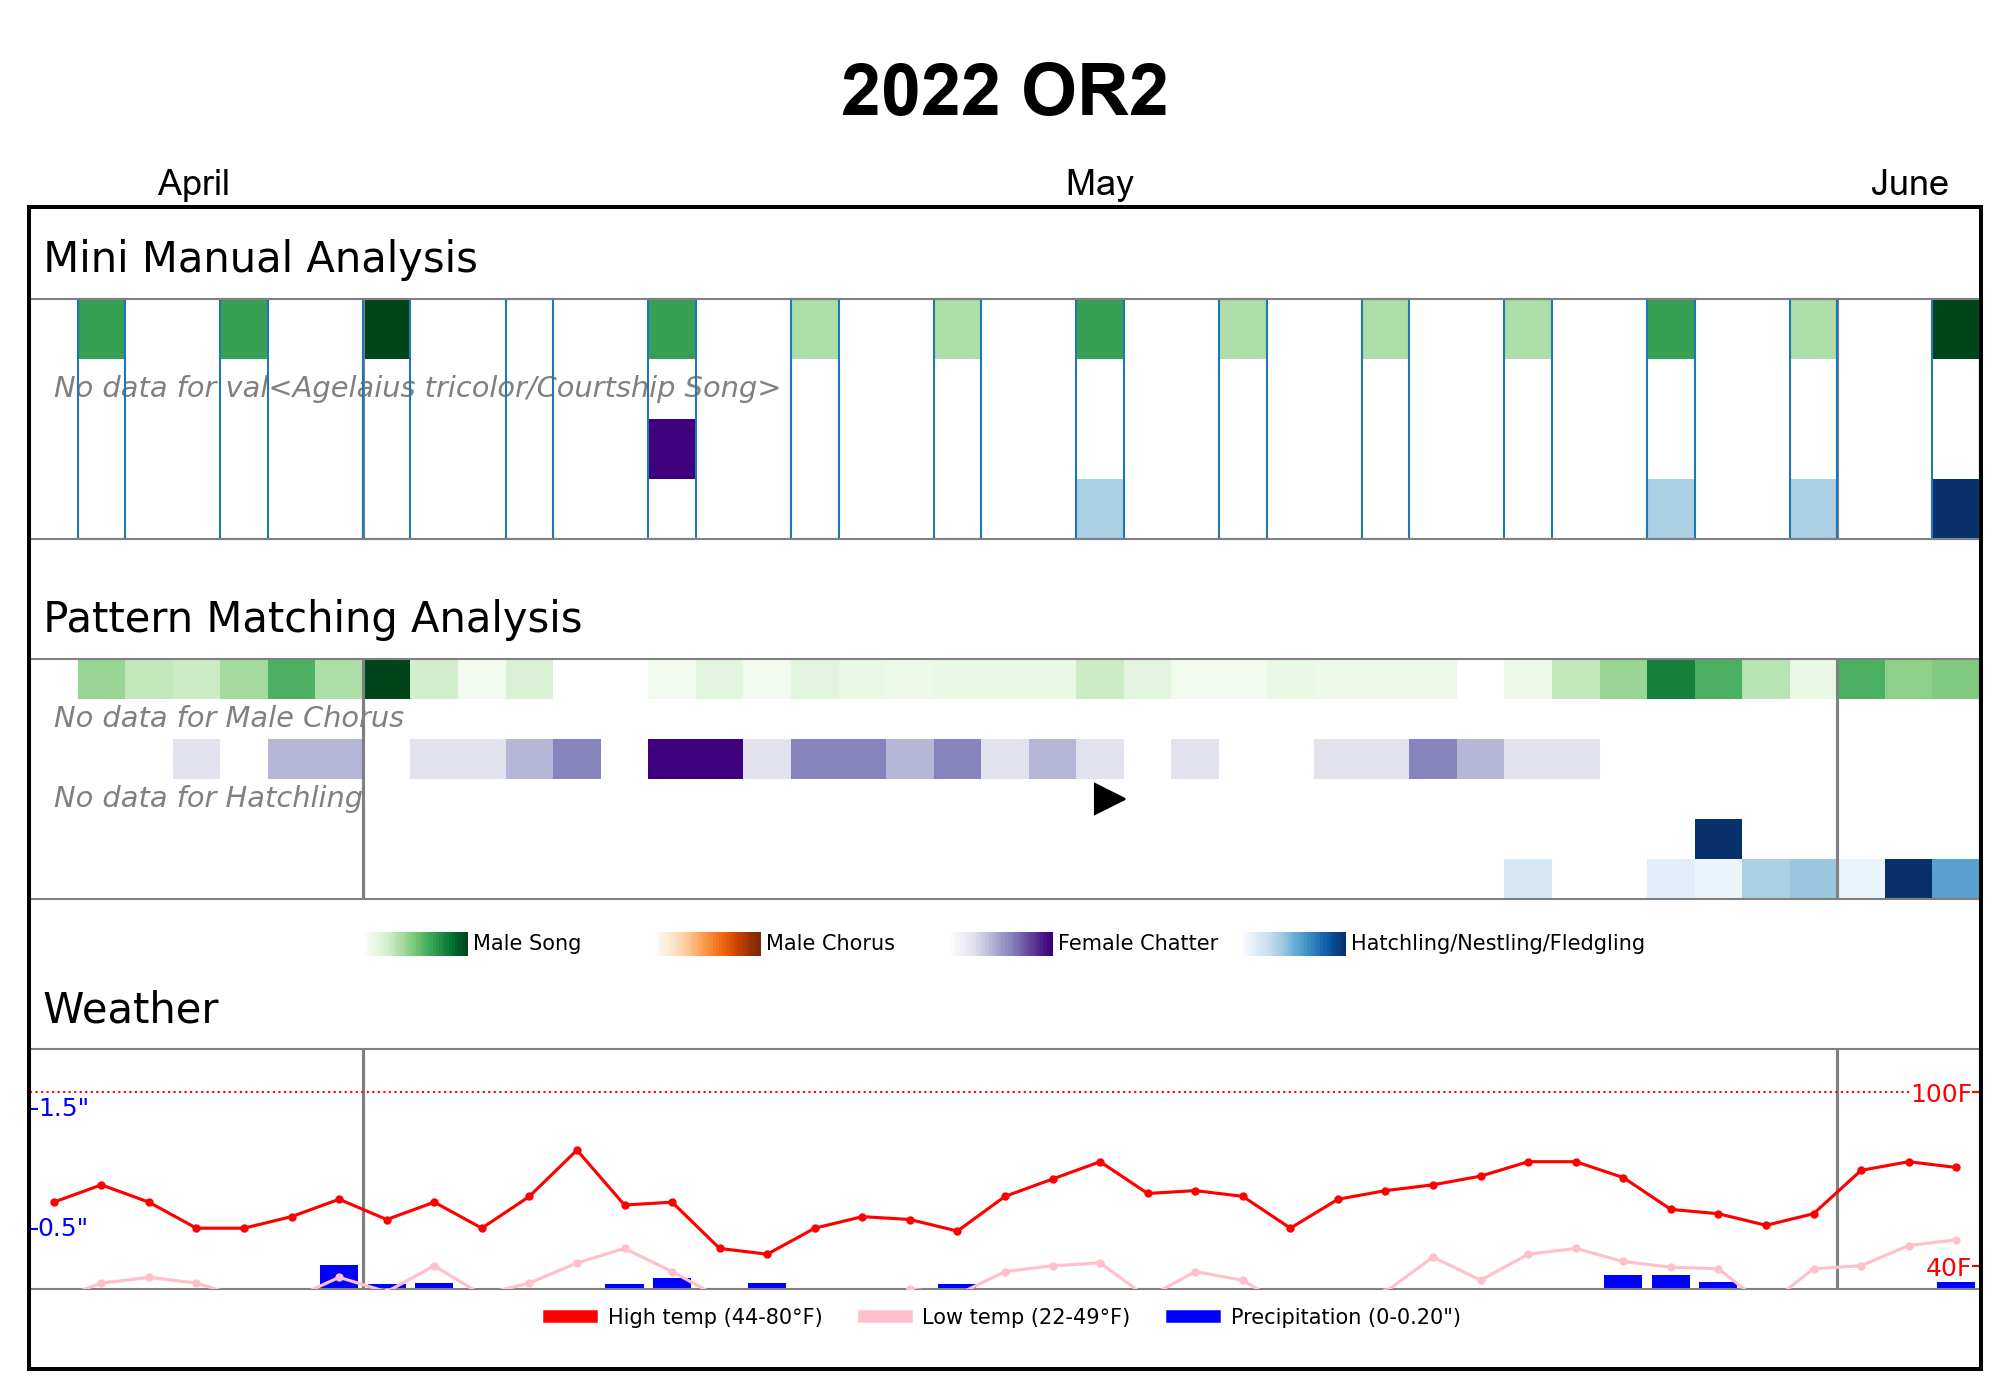 2022 OR2
April May June
Mini Manual Analysis
No data for val<Agelaius tricolor/Courtship Song>
Pattern Matching Analysis
No data for Male Chorus
No data for Hatchling
Male Song Male Chorus Female Chatter Hatchling/Nestling/Fledgling
Weather
100F
1.5"
0.5"
40F
High temp (44-80°F) Low temp (22-49°F) Precipitation (0-0.20")